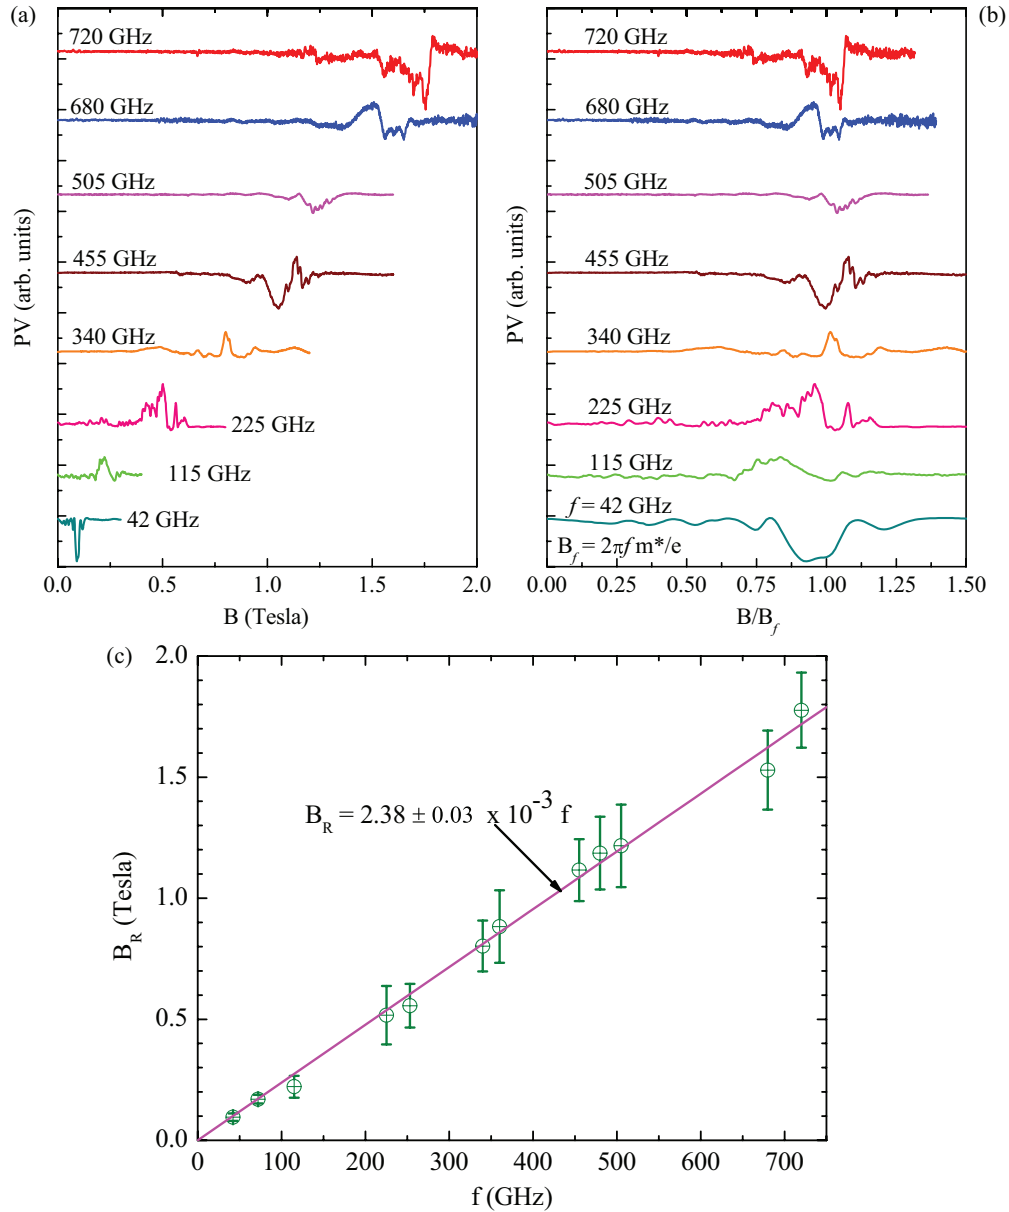 (a)
720 GHz
680 GHz
505 GHz
455 GHz
340 GHz
225 GHz
115 GHz
42 GHz
PV (arb. units)
0.0 0.5 1.0 1.5 2.0
B (Tesla)
(b)
720 GHz
680 GHz
505 GHz
455 GHz
340 GHz
225 GHz
115 GHz
f = 42 GHz
B_f = 2πf m*/e
PV (arb. units)
0.00 0.25 0.50 0.75 1.00 1.25 1.50
B/B_f
(c)
2.0
1.5
1.0
0.5
0.0
B_R (Tesla)
B_R = 2.38 ± 0.03 x 10^-3 f
0 100 200 300 400 500 600 700
f (GHz)